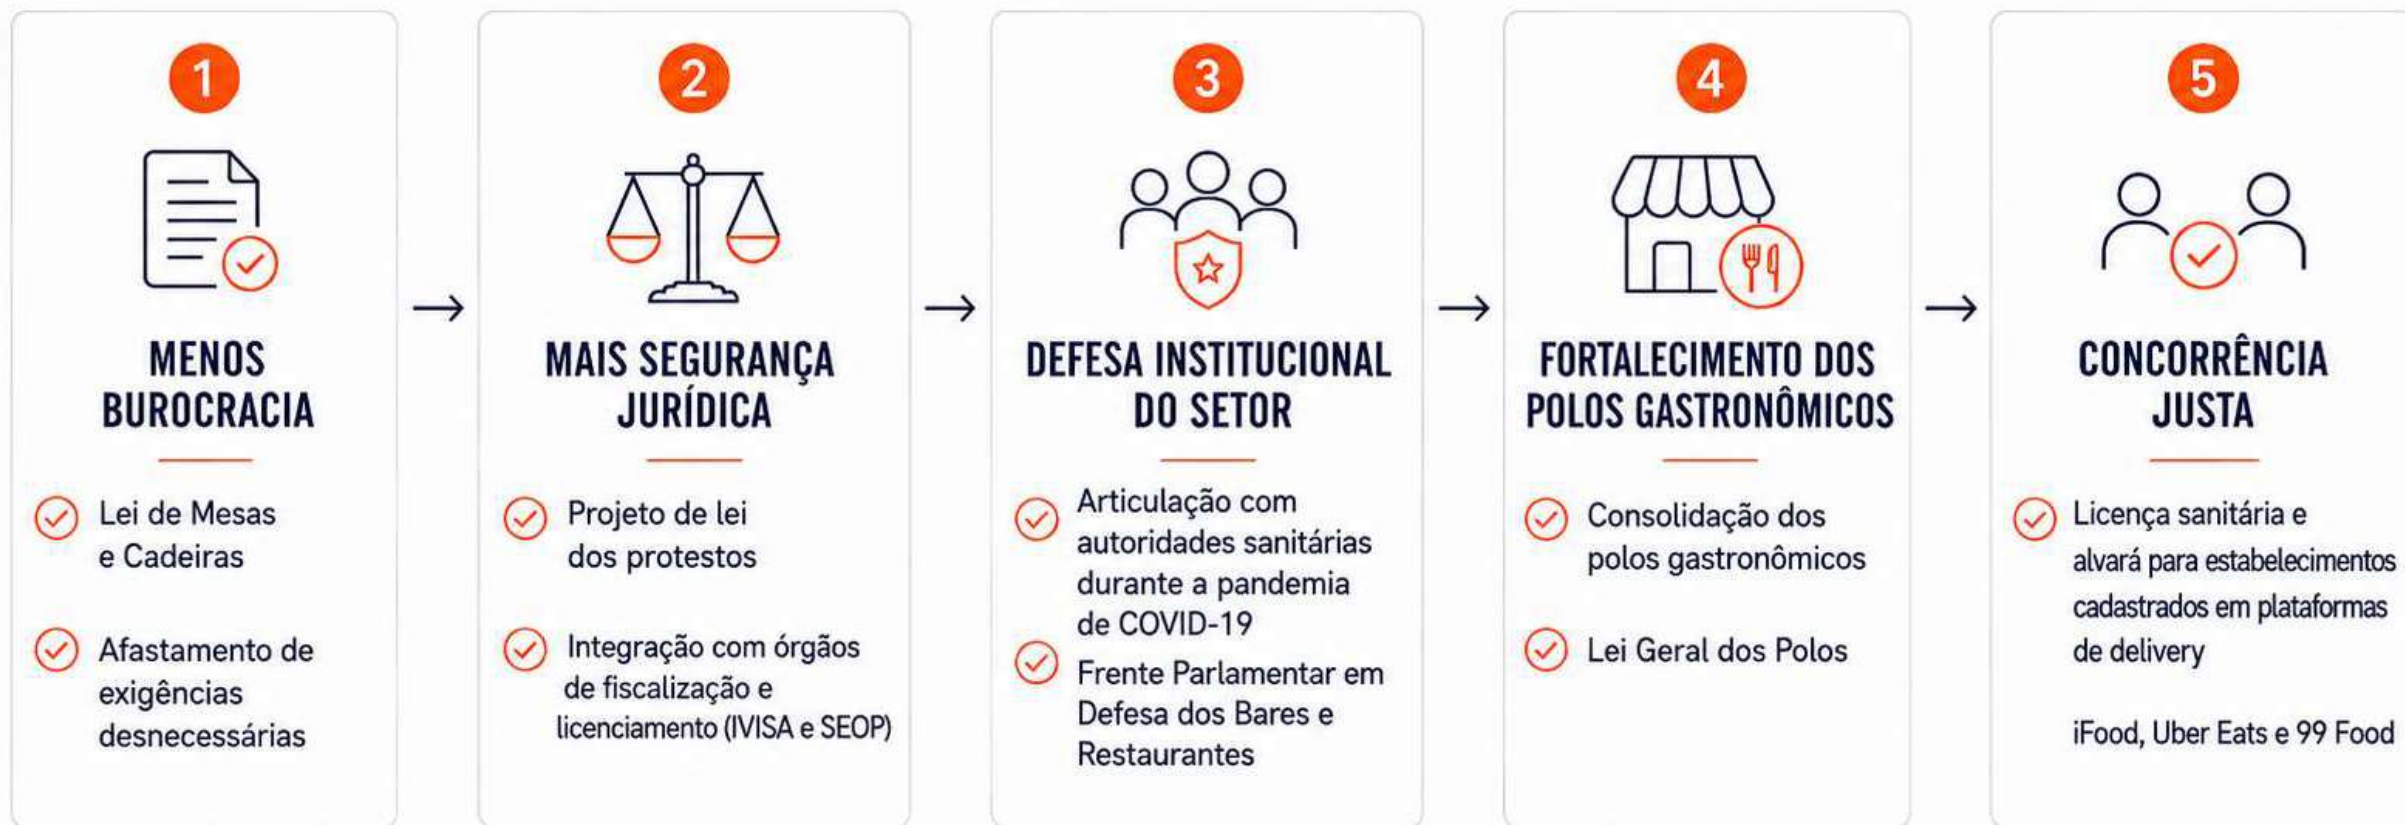 1
MENOS
BUROCRACIA
Lei de Mesas
e Cadeiras
Afastamento de
exigências
desnecessárias
2
MAIS SEGURANÇA
JURÍDICA
Projeto de lei
dos protestos
Integração com órgãos
de fiscalização e
licenciamento (IVISA e SEOP)
3
DEFESA INSTITUCIONAL
DO SETOR
Articulação com
autoridades sanitárias
durante a pandemia
de COVID-19
Frente Parlamentar em
Defesa dos Bares e
Restaurantes
4
FORTALECIMENTO DOS
POLOS GASTRONÔMICOS
Consolidação dos
polos gastronômicos
Lei Geral dos Polos
5
CONCORRÊNCIA
JUSTA
Licença sanitária e
alvará para estabelecimentos
cadastrados em plataformas
de delivery
iFood, Uber Eats e 99 Food